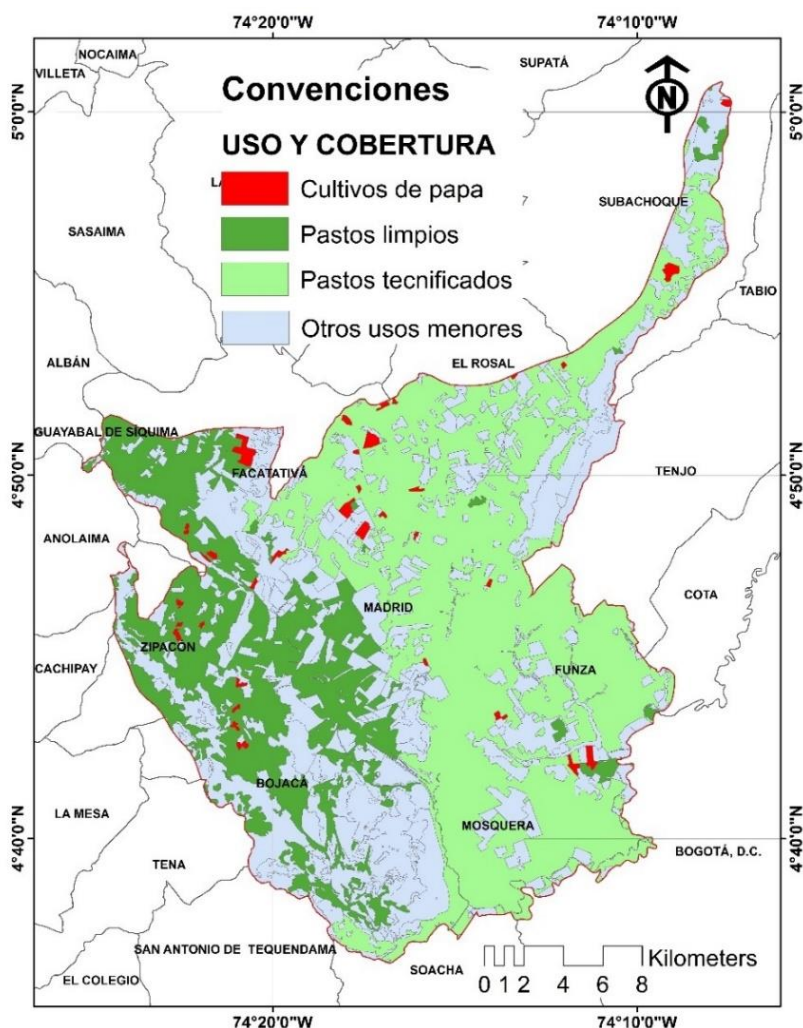 74°20'0"W
74°10'0"W
NOCAIMA
VILLETA
SUPATÁ
Convenciones
N
5°0'0"N
5°0'0"N
USO Y COBERTURA
Cultivos de papa
SUBACHOQUE
SASAIMA
Pastos limpios
Pastos tecnificados
TABIO
Otros usos menores
ALBÁN
EL ROSAL
GUAYABAL DE SÍQUIMA
FACATATIVÁ
TENJO
4°50'0"N
4°50'0"N
ANOLAIMA
COTA
MADRID
ZIPACÓN
CACHIPAY
FUNZA
BOJACÁ
LA MESA
MOSQUERA
4°40'0"N
4°40'0"N
BOGOTÁ, D.C.
TENA
SAN ANTONIO DE TEQUENDAMA
Kilometers
SOACHA
0 1 2 4 6 8
EL COLEGIO
74°20'0"W
74°10'0"W